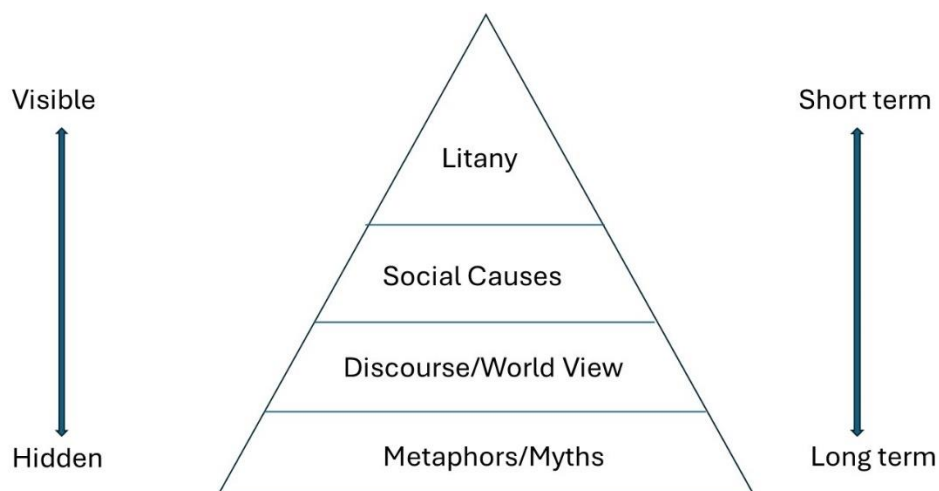 Visible
Short term
Litany
Social Causes
Discourse/World View
Hidden
Metaphors/Myths
Long term